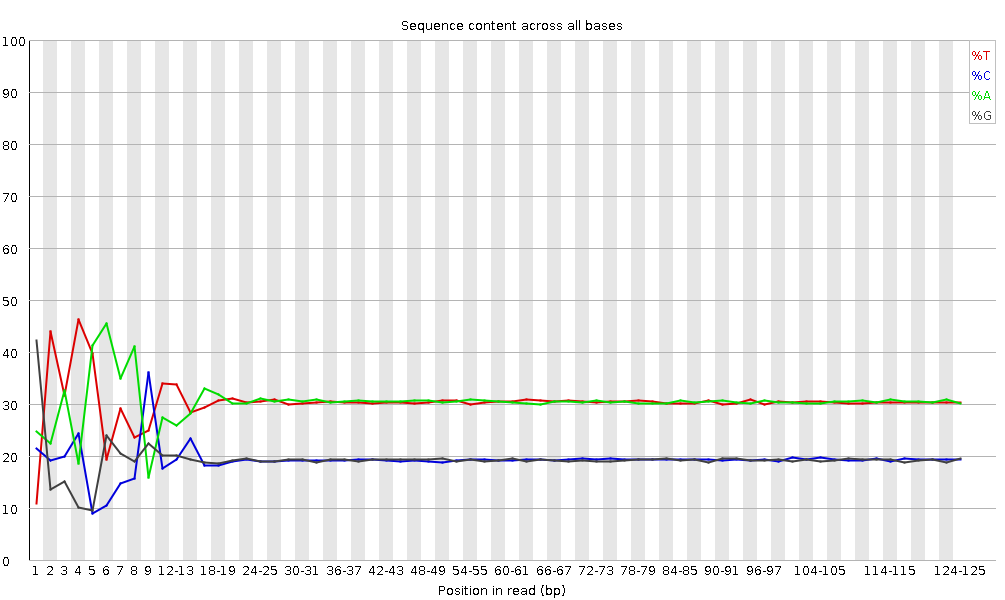 Sequence content across all bases
100
90
80
70
60
50
40
30
20
10
0
%T
%C
%A
%G
1 2 3 4 5 6 7 8 9 12-13 18-19 24-25 30-31 36-37 42-43 48-49 54-55 60-61 66-67 72-73 78-79 84-85 90-91 96-97 104-105 114-115 124-125
Position in read (bp)